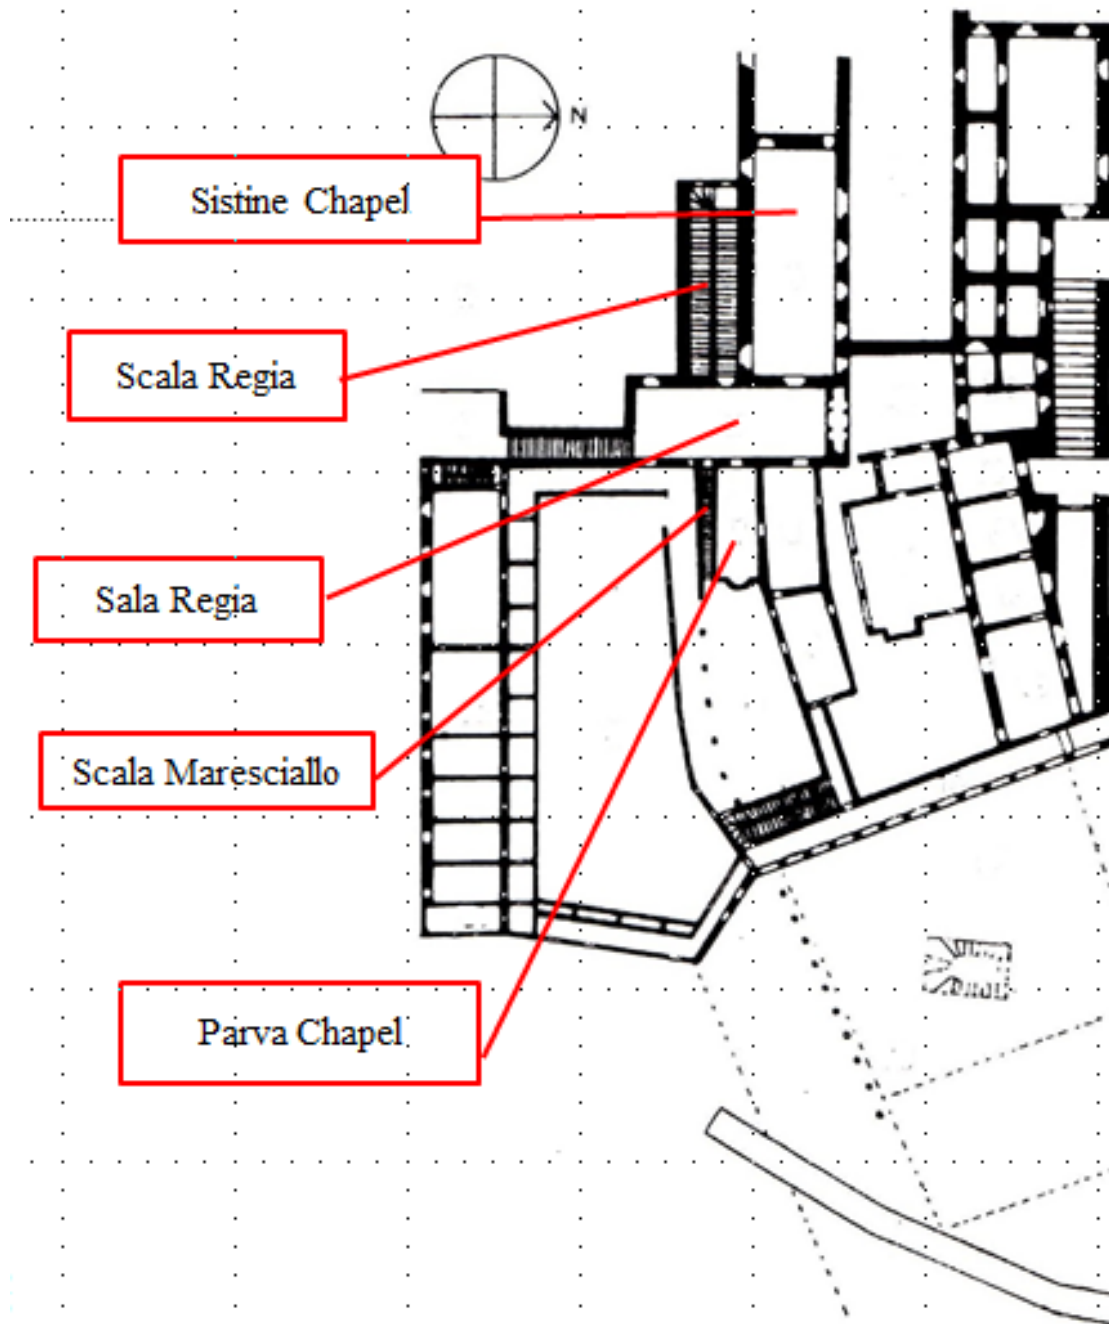 N
Sistine Chapel
Scala Regia
Sala Regia
Scala Maresciallo
Parva Chapel